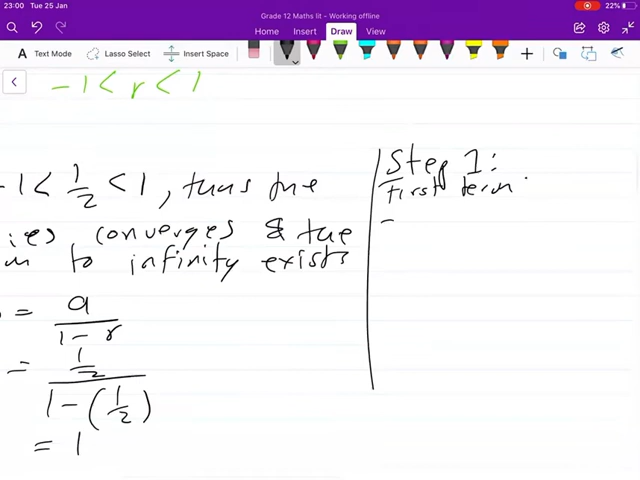 23:00 Tue 25 Jan
Grade 12 Maths lit - Working offline
22%
Home Insert Draw View
Text Mode Lasso Select Insert Space
-1 < r < 1
-1 < 1/2 < 1, thus the
ies converges & the
m to infinity exists
= a/(1 - r)
= (1/2)/(1 - (1/2))
= 1
Step 1:
First term.
-